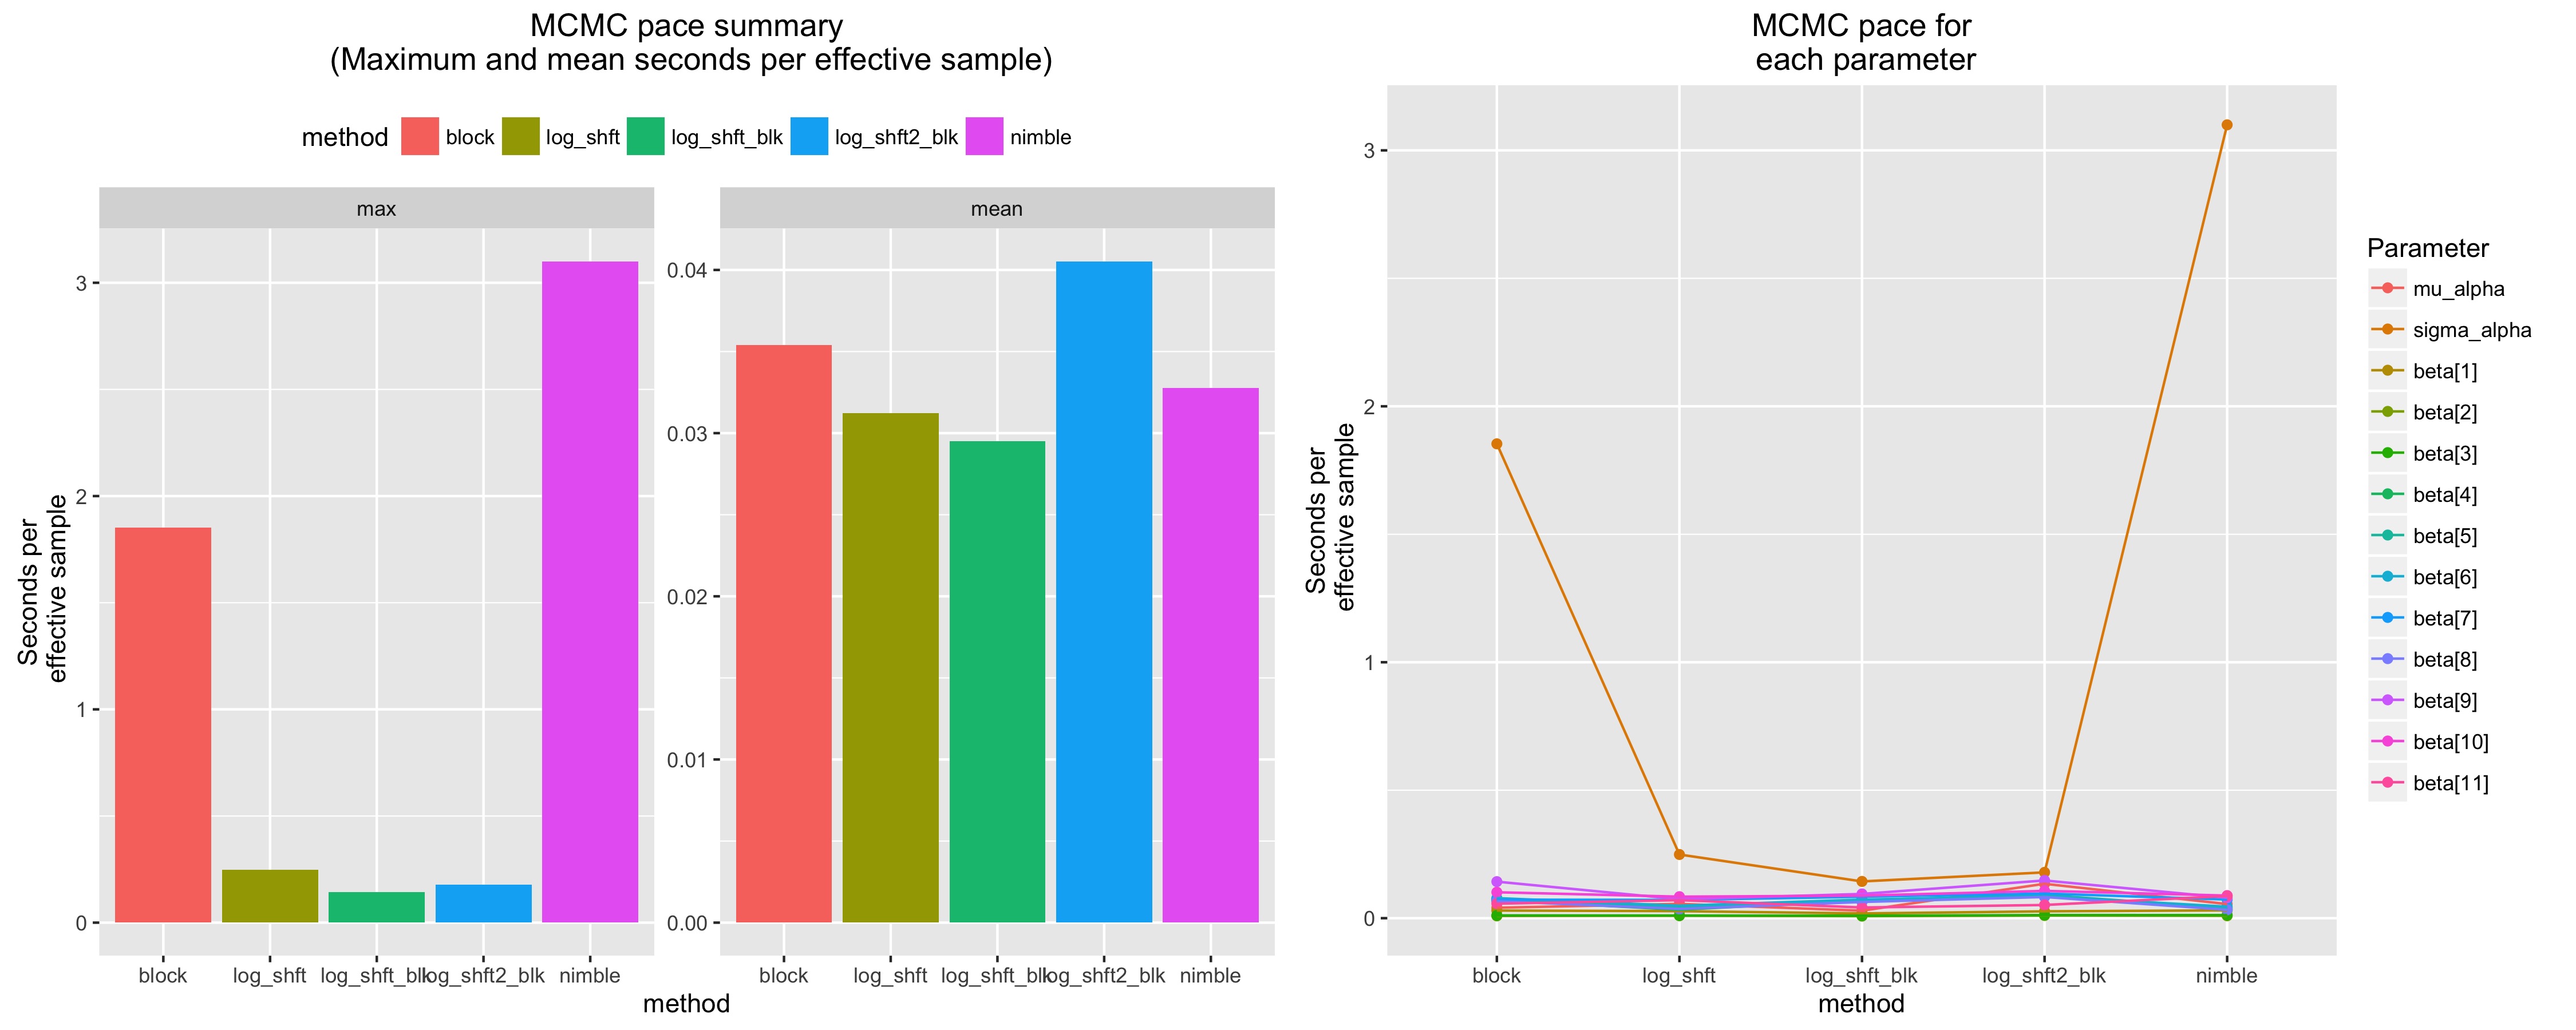 MCMC pace summary
(Maximum and mean seconds per effective sample)
method block log_shft log_shft_blk log_shft2_blk nimble
max
mean
Seconds per
effective sample
3
2
1
0
0.04
0.03
0.02
0.01
0.00
block log_shft log_shft_blk log_shft2_blk nimble
block log_shft log_shft_blk log_shft2_blk nimble
method
MCMC pace for
each parameter
Seconds per
effective sample
3
2
1
0
block log_shft log_shft_blk log_shft2_blk nimble
method
Parameter
mu_alpha
sigma_alpha
beta[1]
beta[2]
beta[3]
beta[4]
beta[5]
beta[6]
beta[7]
beta[8]
beta[9]
beta[10]
beta[11]